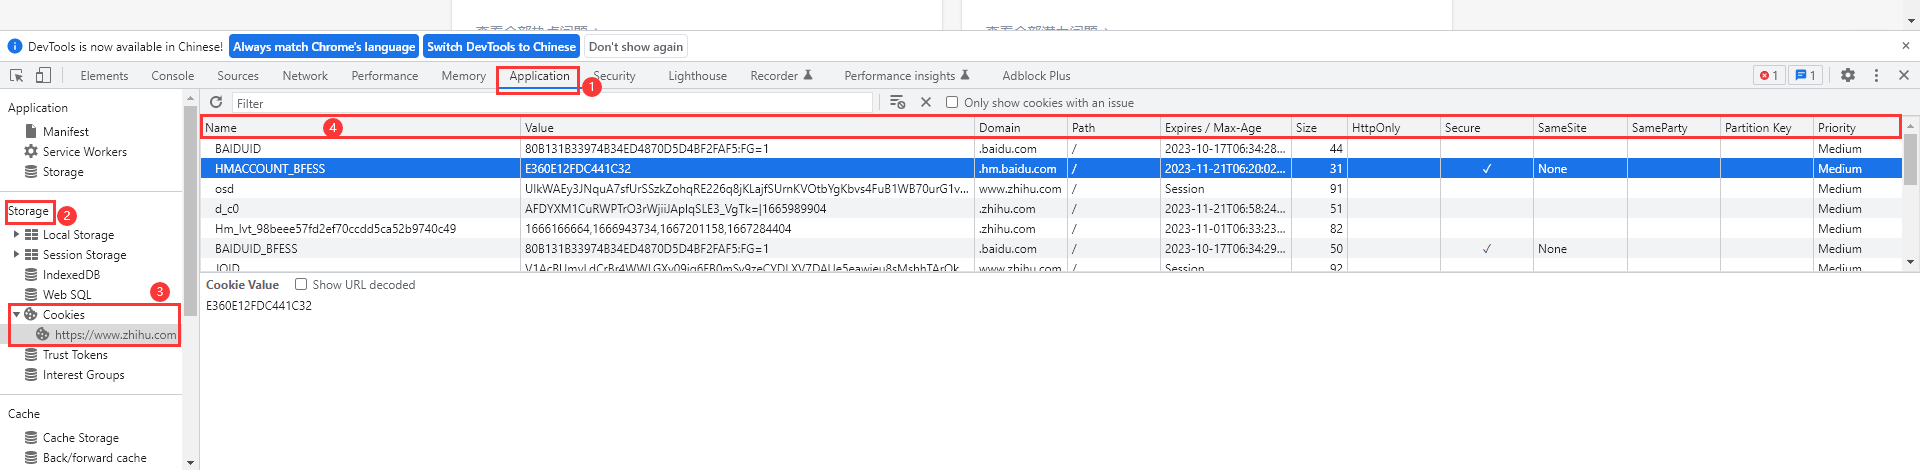 DevTools is now available in Chinese! Always match Chrome's language Switch DevTools to Chinese Don't show again
Elements Console Sources Network Performance Memory Application Security Lighthouse Recorder Performance insights Adblock Plus 1 1
1
Application
Manifest
Service Workers
Storage
Storage
2
Local Storage
Session Storage
IndexedDB
Web SQL
3
Cookies
https://www.zhihu.com
Trust Tokens
Interest Groups
Cache
Cache Storage
Back/forward cache
Filter Only show cookies with an issue
Name 4 Value Domain Path Expires / Max-Age Size HttpOnly Secure SameSite SameParty Partition Key Priority
BAIDUID 80B131B33974B34ED4870D5D4BF2FAF5:FG=1 .baidu.com / 2023-10-17T06:34:28... 44 Medium
HMACCOUNT_BFESS E360E12FDC441C32 .hm.baidu.com / 2023-11-21T06:20:02... 31 ✓ None Medium
osd UlkWAEy3JNquA7sfUrSSzkZohqRE226q8jKLajfSUrnKVOtbYgKbvs4FuB1WB70urG1v... www.zhihu.com / Session 91 Medium
d_c0 AFDYXM1CuRWPTrO3rWjiiJApIqSLE3_VgTk=|1665989904 .zhihu.com / 2023-11-21T06:58:24... 51 Medium
Hm_lvt_98beee57fd2ef70ccdd5ca52b9740c49 1666166664,1666943734,1667201158,1667284404 .zhihu.com / 2023-11-01T06:33:23... 82 Medium
BAIDUID_BFESS 80B131B33974B34ED4870D5D4BF2FAF5:FG=1 .baidu.com / 2023-10-17T06:34:29... 50 ✓ None Medium
JOID www.zhihu.com / Session 92 Medium
Cookie Value Show URL decoded
E360E12FDC441C32